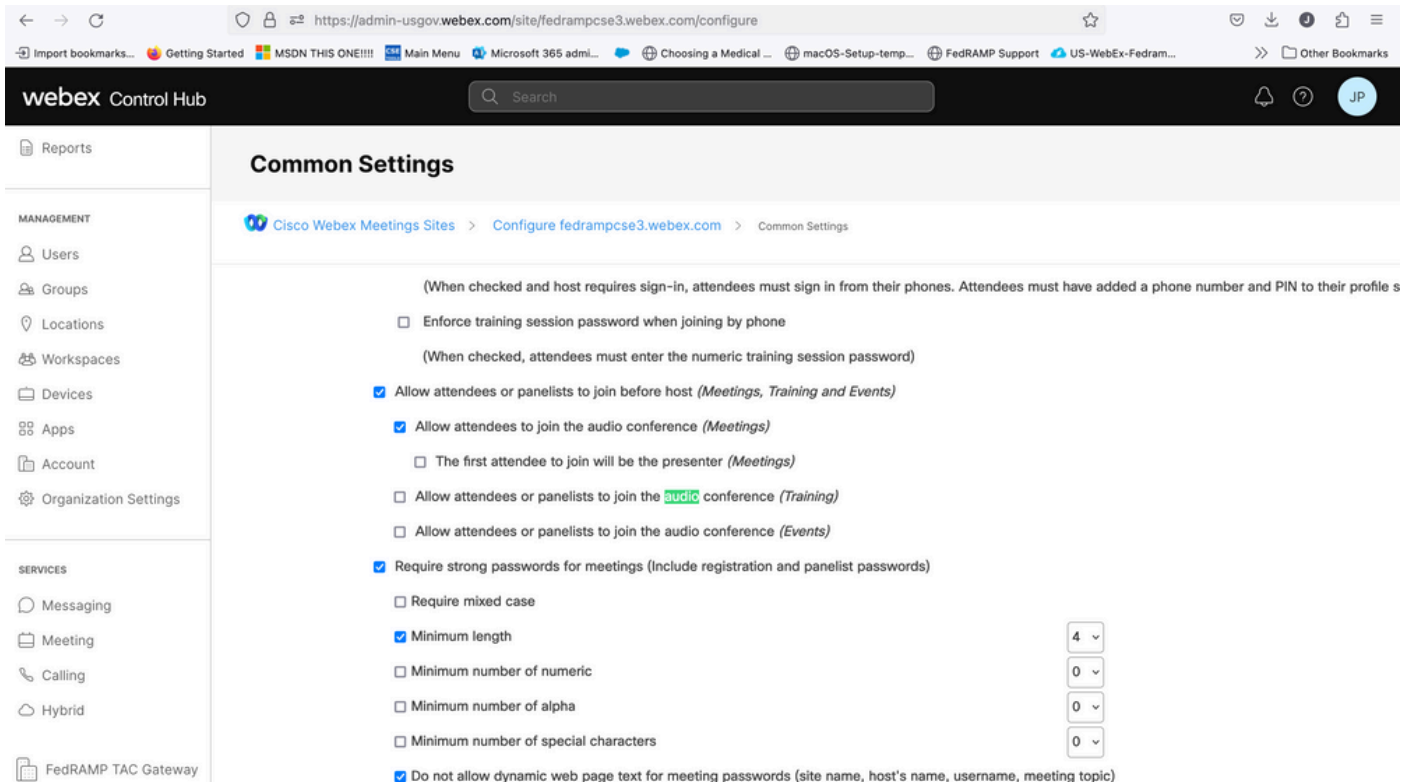 https://admin-usgov.webex.com/site/fedrampcse3.webex.com/configure
Import bookmarks... Getting Started MSDN THIS ONE!!!! CSE Main Menu Microsoft 365 admi... Choosing a Medical ... macOS-Setup-temp... FedRAMP Support US-WebEx-Fedram... Other Bookmarks
webex Control Hub Search JP
Reports
Common Settings
MANAGEMENT
Cisco Webex Meetings Sites > Configure fedrampcse3.webex.com > Common Settings
Users
Groups
Locations
Workspaces
Devices
Apps
Account
Organization Settings
SERVICES
Messaging
Meeting
Calling
Hybrid
FedRAMP TAC Gateway
(When checked and host requires sign-in, attendees must sign in from their phones. Attendees must have added a phone number and PIN to their profile s
Enforce training session password when joining by phone
(When checked, attendees must enter the numeric training session password)
Allow attendees or panelists to join before host (Meetings, Training and Events)
Allow attendees to join the audio conference (Meetings)
The first attendee to join will be the presenter (Meetings)
Allow attendees or panelists to join the audio conference (Training)
Allow attendees or panelists to join the audio conference (Events)
Require strong passwords for meetings (Include registration and panelist passwords)
Require mixed case
Minimum length 4
Minimum number of numeric 0
Minimum number of alpha 0
Minimum number of special characters 0
Do not allow dynamic web page text for meeting passwords (site name, host's name, username, meeting topic)